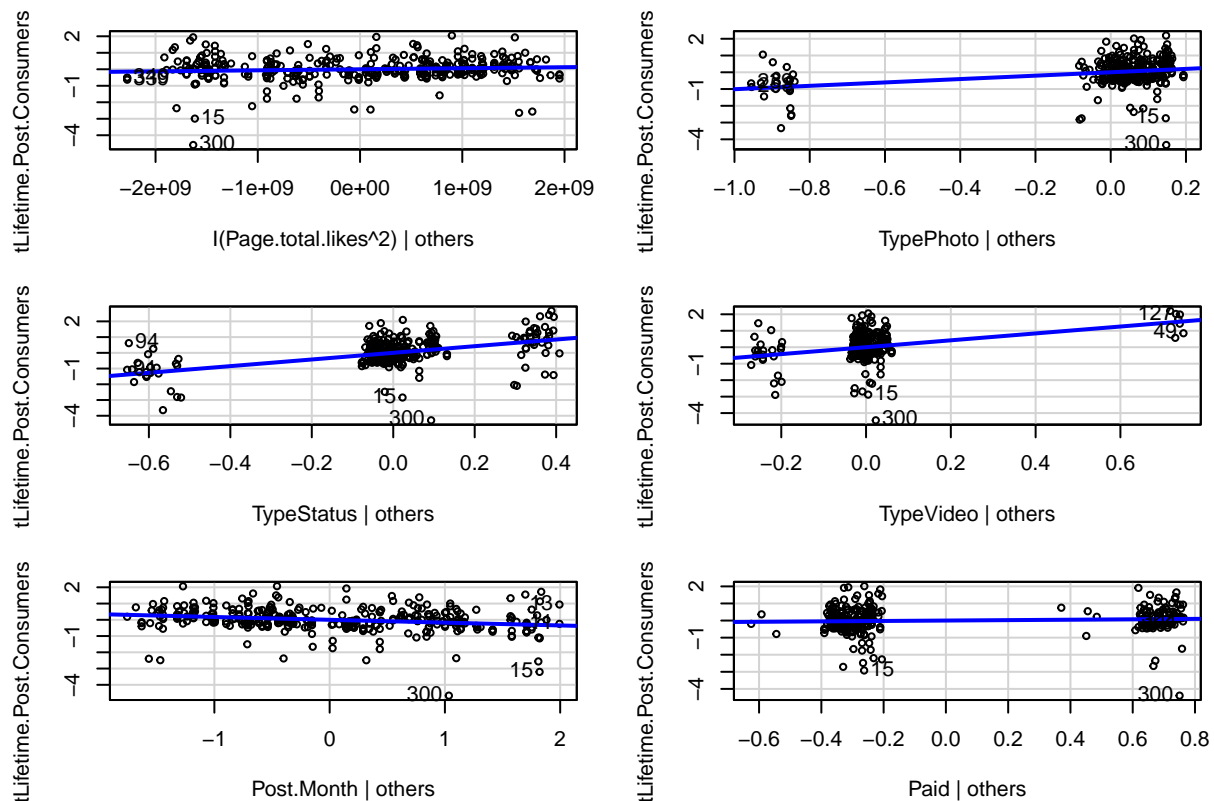 tLifetime.Post.Consumers
2
−1
−4
15
300
−2e+09 −1e+09 0e+00 1e+09 2e+09
I(Page.total.likes^2) | others
tLifetime.Post.Consumers
2
−1
−4
15
300
−1.0 −0.8 −0.6 −0.4 −0.2 0.0 0.2
TypePhoto | others
tLifetime.Post.Consumers
2
−1
−4
94
15
300
−0.6 −0.4 −0.2 0.0 0.2 0.4
TypeStatus | others
tLifetime.Post.Consumers
2
−1
−4
127
49
15
300
−0.2 0.0 0.2 0.4 0.6
TypeVideo | others
tLifetime.Post.Consumers
2
−1
−4
13
15
300
−1 0 1 2
Post.Month | others
tLifetime.Post.Consumers
2
−1
−4
15
300
−0.6 −0.4 −0.2 0.0 0.2 0.4 0.6 0.8
Paid | others